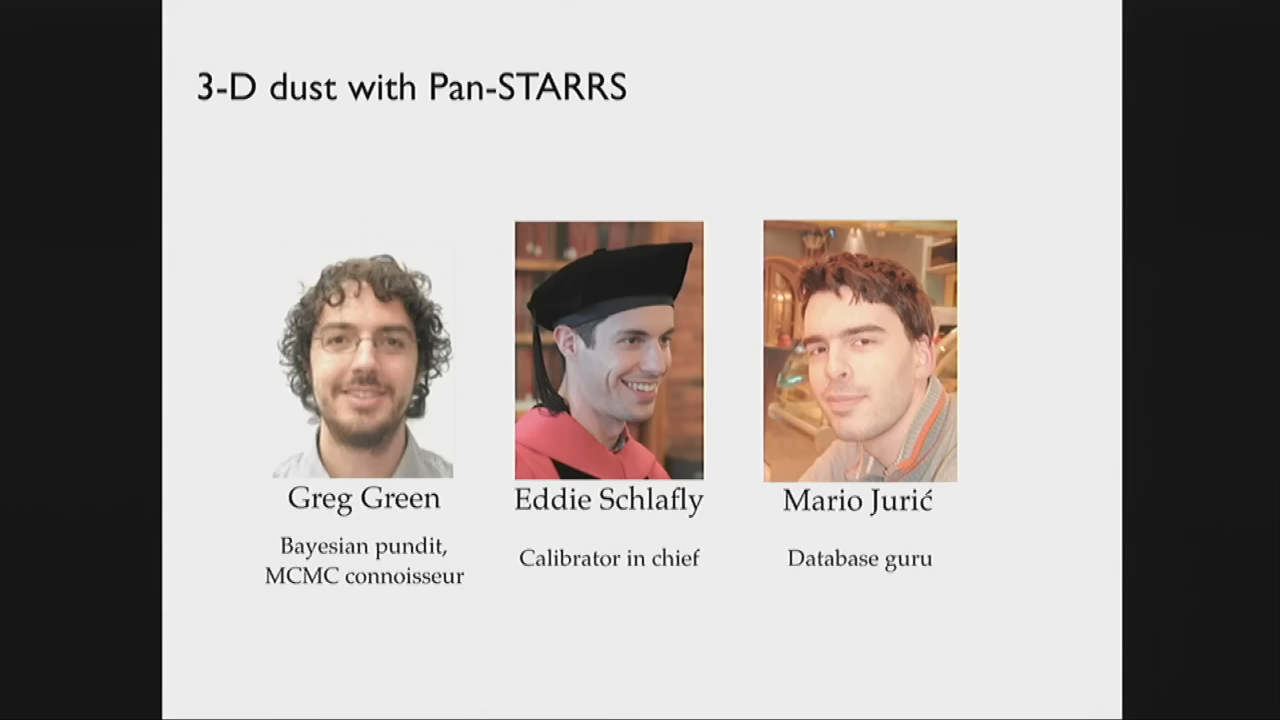 3-D dust with Pan-STARRS
Greg Green
Eddie Schlafly
Mario Jurić
Bayesian pundit,
MCMC connoisseur
Calibrator in chief
Database guru